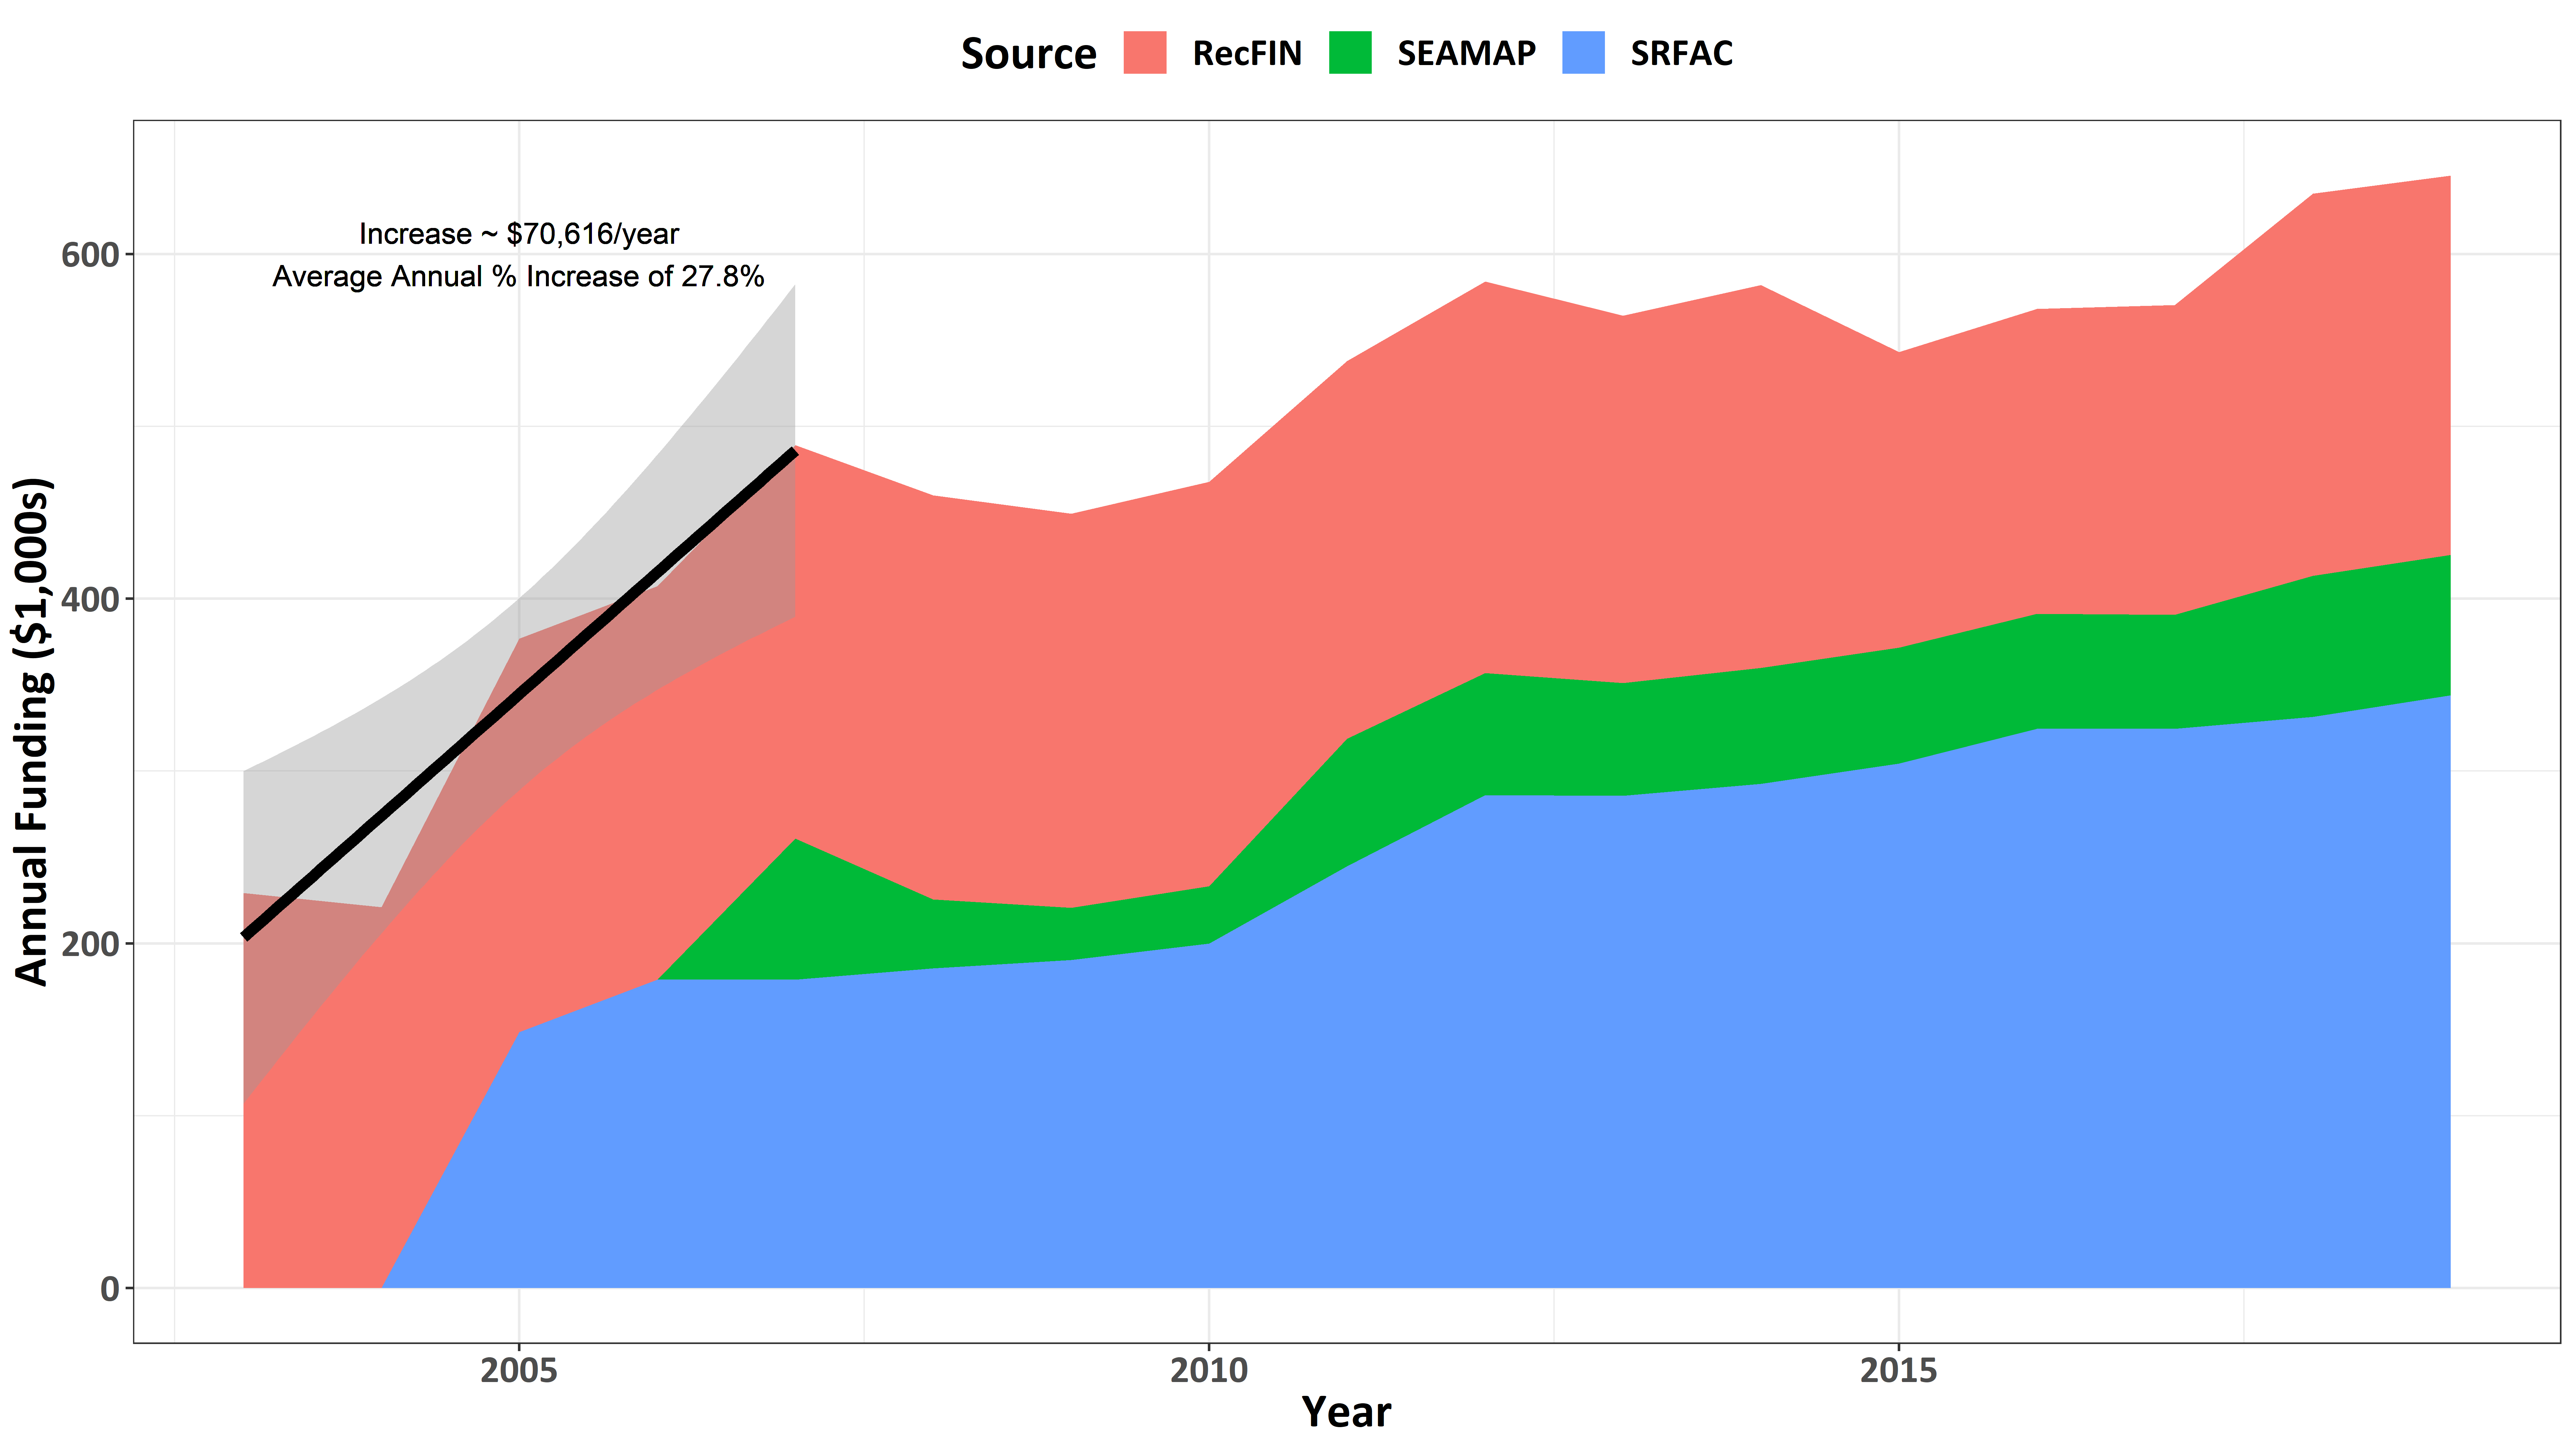 Source RecFIN SEAMAP SRFAC
Increase ~ $70,616/year
Average Annual % Increase of 27.8%
600
400
200
0
Annual Funding ($1,000s)
2005 2010 2015
Year